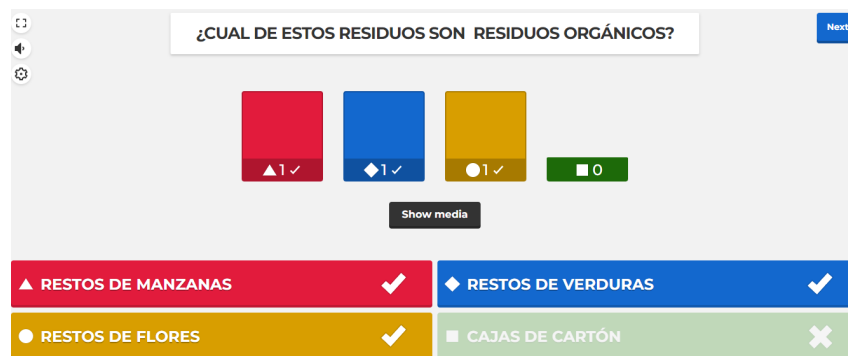 ¿CUAL DE ESTOS RESIDUOS SON RESIDUOS ORGÁNICOS?
Next
1
1
1
0
Show media
RESTOS DE MANZANAS
RESTOS DE VERDURAS
RESTOS DE FLORES
CAJAS DE CARTÓN